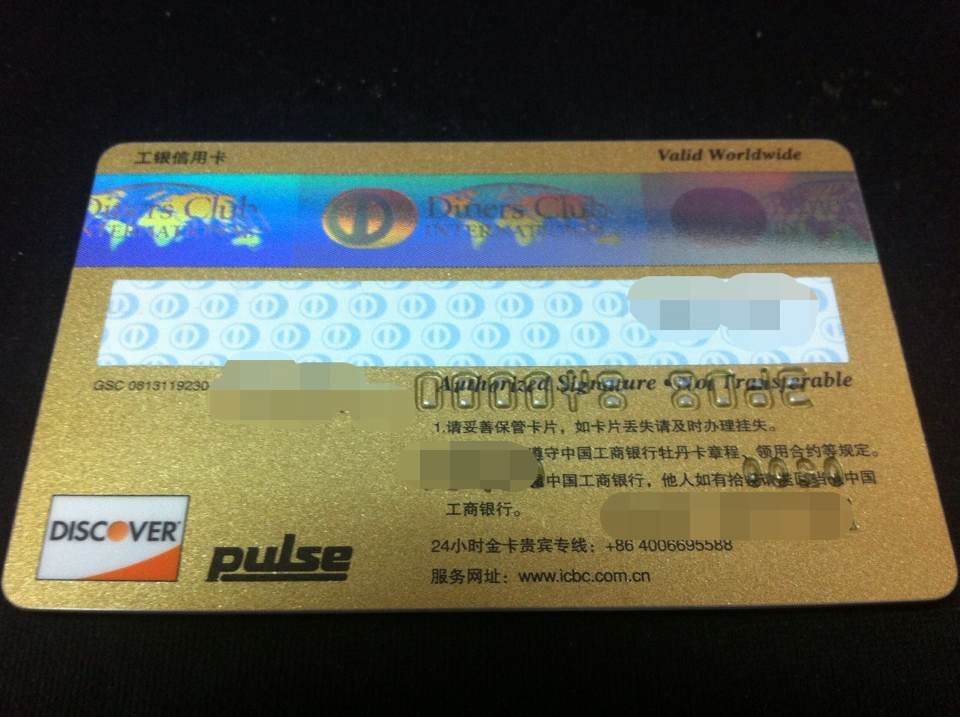 工银信用卡
Valid Worldwide
Diners Club
INTERNATIONAL
Diners Club
INTERNATIONAL
GSC 0813119230
Authorized Signature • Not Transferable
1.请妥善保管卡片，如卡片丢失请及时办理挂失。
遵守中国工商银行牡丹卡章程、领用合约等规定。
中国工商银行，他人如有拾 中国
工商银行。
24小时金卡贵宾专线：+86 4006695588
服务网址：www.icbc.com.cn
DISCOVER
pulse